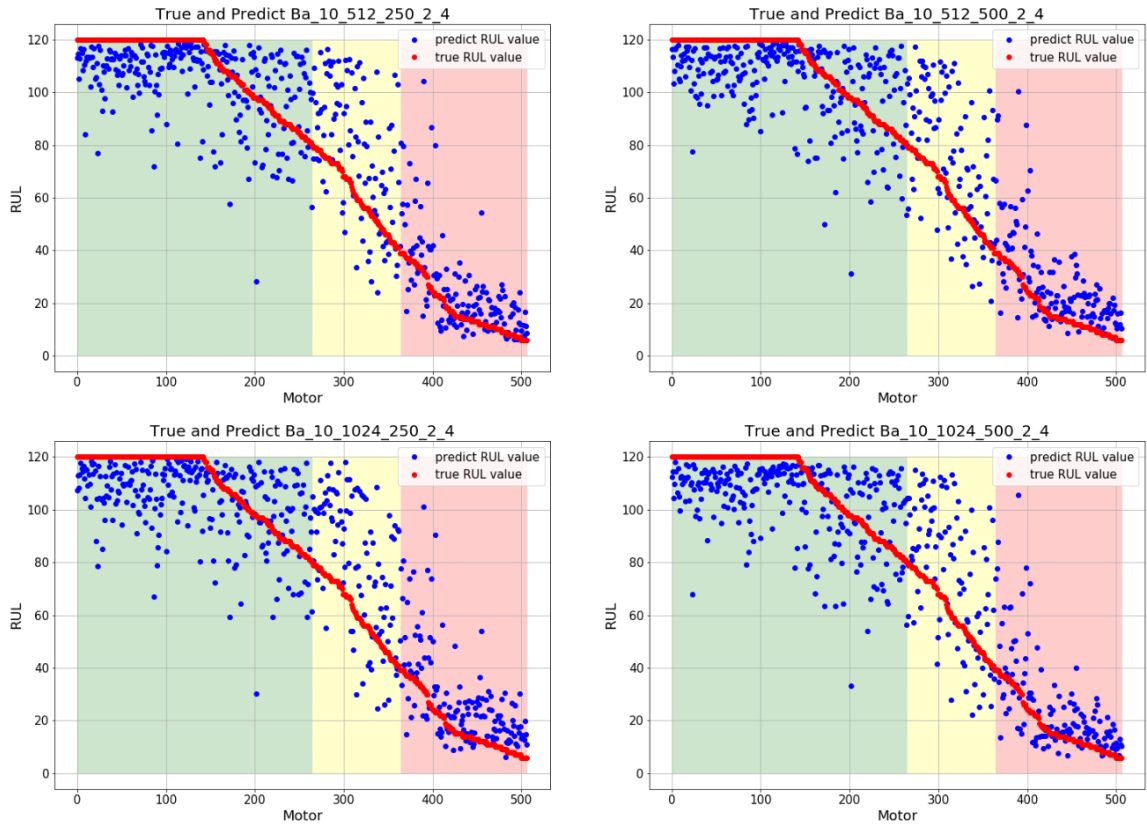 True and Predict Ba_10_512_250_2_4
120
100
80
60
40
20
0
RUL
predict RUL value
true RUL value
0 100 200 300 400 500
Motor
True and Predict Ba_10_512_500_2_4
120
100
80
60
40
20
0
RUL
predict RUL value
true RUL value
0 100 200 300 400 500
Motor
True and Predict Ba_10_1024_250_2_4
120
100
80
60
40
20
0
RUL
predict RUL value
true RUL value
0 100 200 300 400 500
Motor
True and Predict Ba_10_1024_500_2_4
120
100
80
60
40
20
0
RUL
predict RUL value
true RUL value
0 100 200 300 400 500
Motor